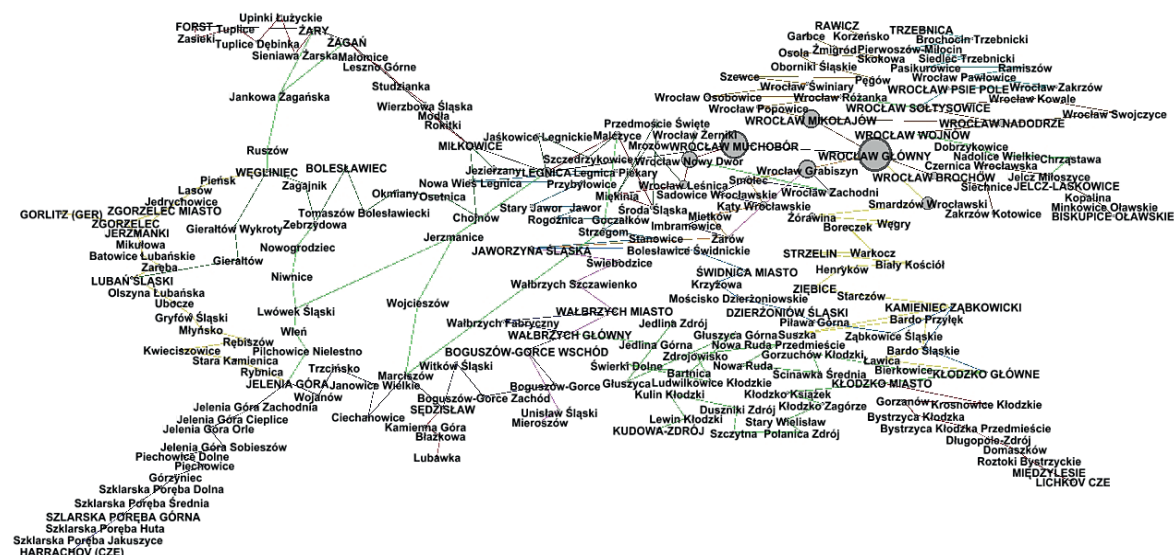 Upinki Łużyckie
FORST
Tuplice
ŻARY
Zasieki
Tuplice Dębinka
ŻAGAŃ
Sieniawa Żarska
Małomice
Leszno Górne
Studzianka
Jankowa Żagańska
Wierzbowa Śląska
Modła
Rokitki
MIŁKOWICE
Ruszów
WĘGLINIEC
BOLESŁAWIEC
Pieńsk
Lasów
Jędrychowice
Zagajnik
Okmiany
Osetnica
GORLITZ (GER)
ZGORZELEC MIASTO
ZGORZELEC
JERZMANKI
Mikułowa
Batowice Łubańskie
Zaręba
LUBAŃ ŚLĄSKI
Olszyna Łubańska
Ubocze
Gryfów Śląski
Młyńsko
Rębiszów
Kwieciszowice
Stara Kamienica
Rybnica
JELENIA GÓRA
Gierałtów Wykroty
Gierałtów
Tomaszów Bolesławiecki
Zebrzydowa
Nowogrodziec
Niwnice
Lwówek Śląski
Wleń
Pilchowice Nielestno
Trzcińsko
Janowice Wielkie
Wojanów
Ciechanowice
Jelenia Góra Zachodnia
Jelenia Góra Cieplice
Jelenia Góra Orle
Jelenia Góra Sobieszów
Piechowice Dolne
Piechowice
Górzyniec
Szklarska Poręba Dolna
Szklarska Poręba Średnia
SZLARSKA PORĘBA GÓRNA
Szklarska Poręba Huta
Szklarska Poręba Jakuszyce
HARRACHOV (CZE)
Jaśkowice Legnickie
Jezierzany
LEGNICA
Legnica Piekary
Nowa Wieś Legnica
Szczedrzykowice
Przybyłowice
Chojnów
Jerzmanice
Stary Jawor
Jawor
Rogoźnica
Goczałków
Strzegom
Stanowice
JAWORZYNA ŚLĄSKA
Bolesławice Świdnickie
Świebodzice
Wałbrzych Szczawienko
Wojcieszów
Wałbrzych Fabryczny
WAŁBRZYCH MIASTO
WAŁBRZYCH GŁÓWNY
BOGUSZÓW-GORCE WSCHÓD
Witków Śląski
Marciszów
Boguszów-Gorce
Boguszów-Gorce Zachód
SĘDZISŁAW
Unisław Śląski
Mieroszów
Kamienna Góra
Błażkowa
Lubawka
Przedmoście Święte
Malczyce
Mrozów
Wrocław Żerniki
WROCŁAW MUCHOBÓR
Wrocław Nowy Dwór
Miękinia
Wrocław Leśnica
Środa Śląska
Smolec
Sadowice Wrocławskie
Kąty Wrocławskie
Mietków
Imbramowice
Żarów
Wrocław Grabiszyn
Wrocław Zachodni
RAWICZ
Garbce
Korzeńsko
Osola
Żmigród
Oborniki Śląskie
Skokowa
Pęgów
Szewce
Wrocław Świniary
Wrocław Osobowice
Wrocław Różanka
Wrocław Popowice
WROCŁAW MIKOŁAJÓW
TRZEBNICA
Brochocin Trzebnicki
Pierwoszów-Miłocin
Siedlec Trzebnicki
Pasikurowice
Ramiszów
Wrocław Pawłowice
WROCŁAW PSIE POLE
Wrocław Zakrzów
Wrocław Kowale
WROCŁAW SOŁTYSOWICE
Wrocław Swojczyce
WROCŁAW NADODRZE
WROCŁAW WOJNÓW
Dobrzykowice
WROCŁAW GŁÓWNY
Nadolice Wielkie
Chrząstawa
Czernica Wrocławska
WROCŁAW BROCHÓW
Jelcz Miłoszyce
Siechnice
JELCZ-LASKOWICE
Kopalina
Minkowice Oławskie
BISKUPICE OŁAWSKIE
Smardzów Wrocławski
Zakrzów Kotowice
Żórawina
Węgry
Boreczek
STRZELIN
Warkocz
Biały Kościół
Henryków
ZIĘBICE
Starczów
KAMIENIEC ZĄBKOWICKI
Bardo Przyłęk
Ząbkowice Śląskie
Bardo Śląskie
Ławica
Bierkowice
KŁODZKO GŁÓWNE
KŁODZKO MIASTO
Gorzanów
Krosnowice Kłodzkie
Bystrzyca Kłodzka
Bystrzyca Kłodzka Przedmieście
Długopole-Zdrój
Domaszków
Roztoki Bystrzyckie
MIĘDZYLESIE
LICHKOV CZE
ŚWIDNICA MIASTO
Krzyżowa
Mościsko Dzierżoniowskie
DZIERŻONIÓW ŚLĄSKI
Piława Górna
Jedlina Zdrój
Głuszyca Górna
Suszka
Jedlina Górna
Nowa Ruda Przedmieście
Zdrojowisko
Gorzuchów Kłodzki
Świerki Dolne
Nowa Ruda
Bartnica
Ścinawka Średnia
Głuszyca
Ludwilkowice Kłodzkie
Kulin Kłodzki
Kłodzko Książek
Duszniki Zdrój
Kłodzko Zagórze
Lewin Kłodzki
Stary Wielisław
KUDOWA-ZDRÓJ
Szczytna
Polanica Zdrój